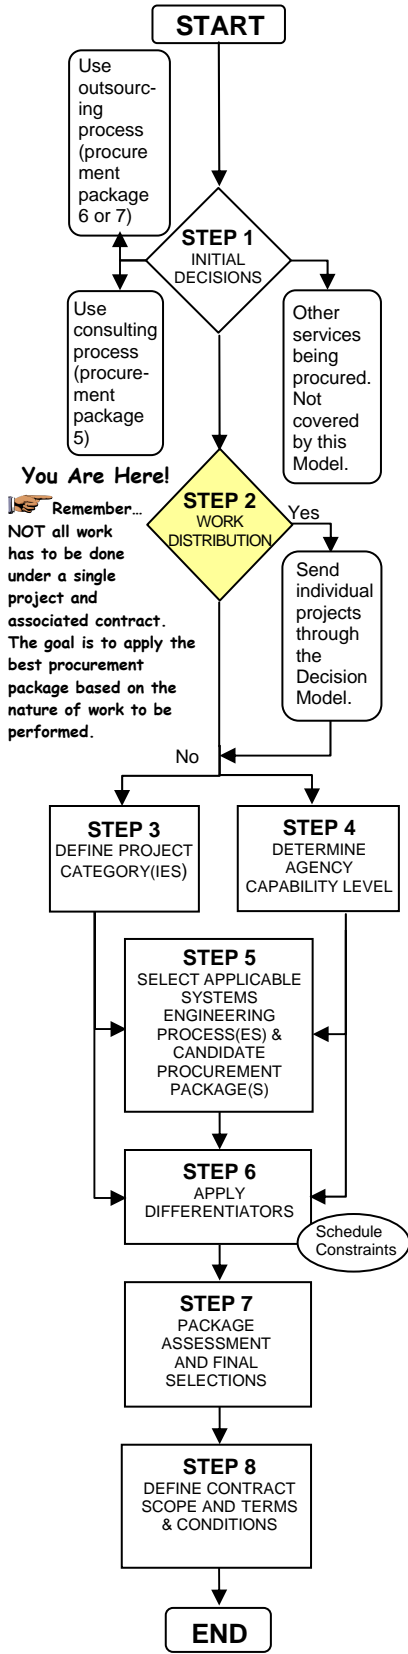 START
Use
outsourc-
ing
process
(procure
ment
package
6 or 7)
STEP 1
INITIAL
DECISIONS
Use
consulting
process
(procure-
ment
package
5)
Other
services
being
procured.
Not
covered
by this
Model.
You Are Here!
Remember…
NOT all work
has to be done
under a single
project and
associated contract.
The goal is to apply the
best procurement
package based on the
nature of work to be
performed.
STEP 2
WORK
DISTRIBUTION
Yes
Send
individual
projects
through
the
Decision
Model.
No
STEP 3
DEFINE PROJECT
CATEGORY(IES)
STEP 4
DETERMINE
AGENCY
CAPABILITY LEVEL
STEP 5
SELECT APPLICABLE
SYSTEMS
ENGINEERING
PROCESS(ES) &
CANDIDATE
PROCUREMENT
PACKAGE(S)
STEP 6
APPLY
DIFFERENTIATORS
Schedule
Constraints
STEP 7
PACKAGE
ASSESSMENT
AND FINAL
SELECTIONS
STEP 8
DEFINE CONTRACT
SCOPE AND TERMS
& CONDITIONS
END